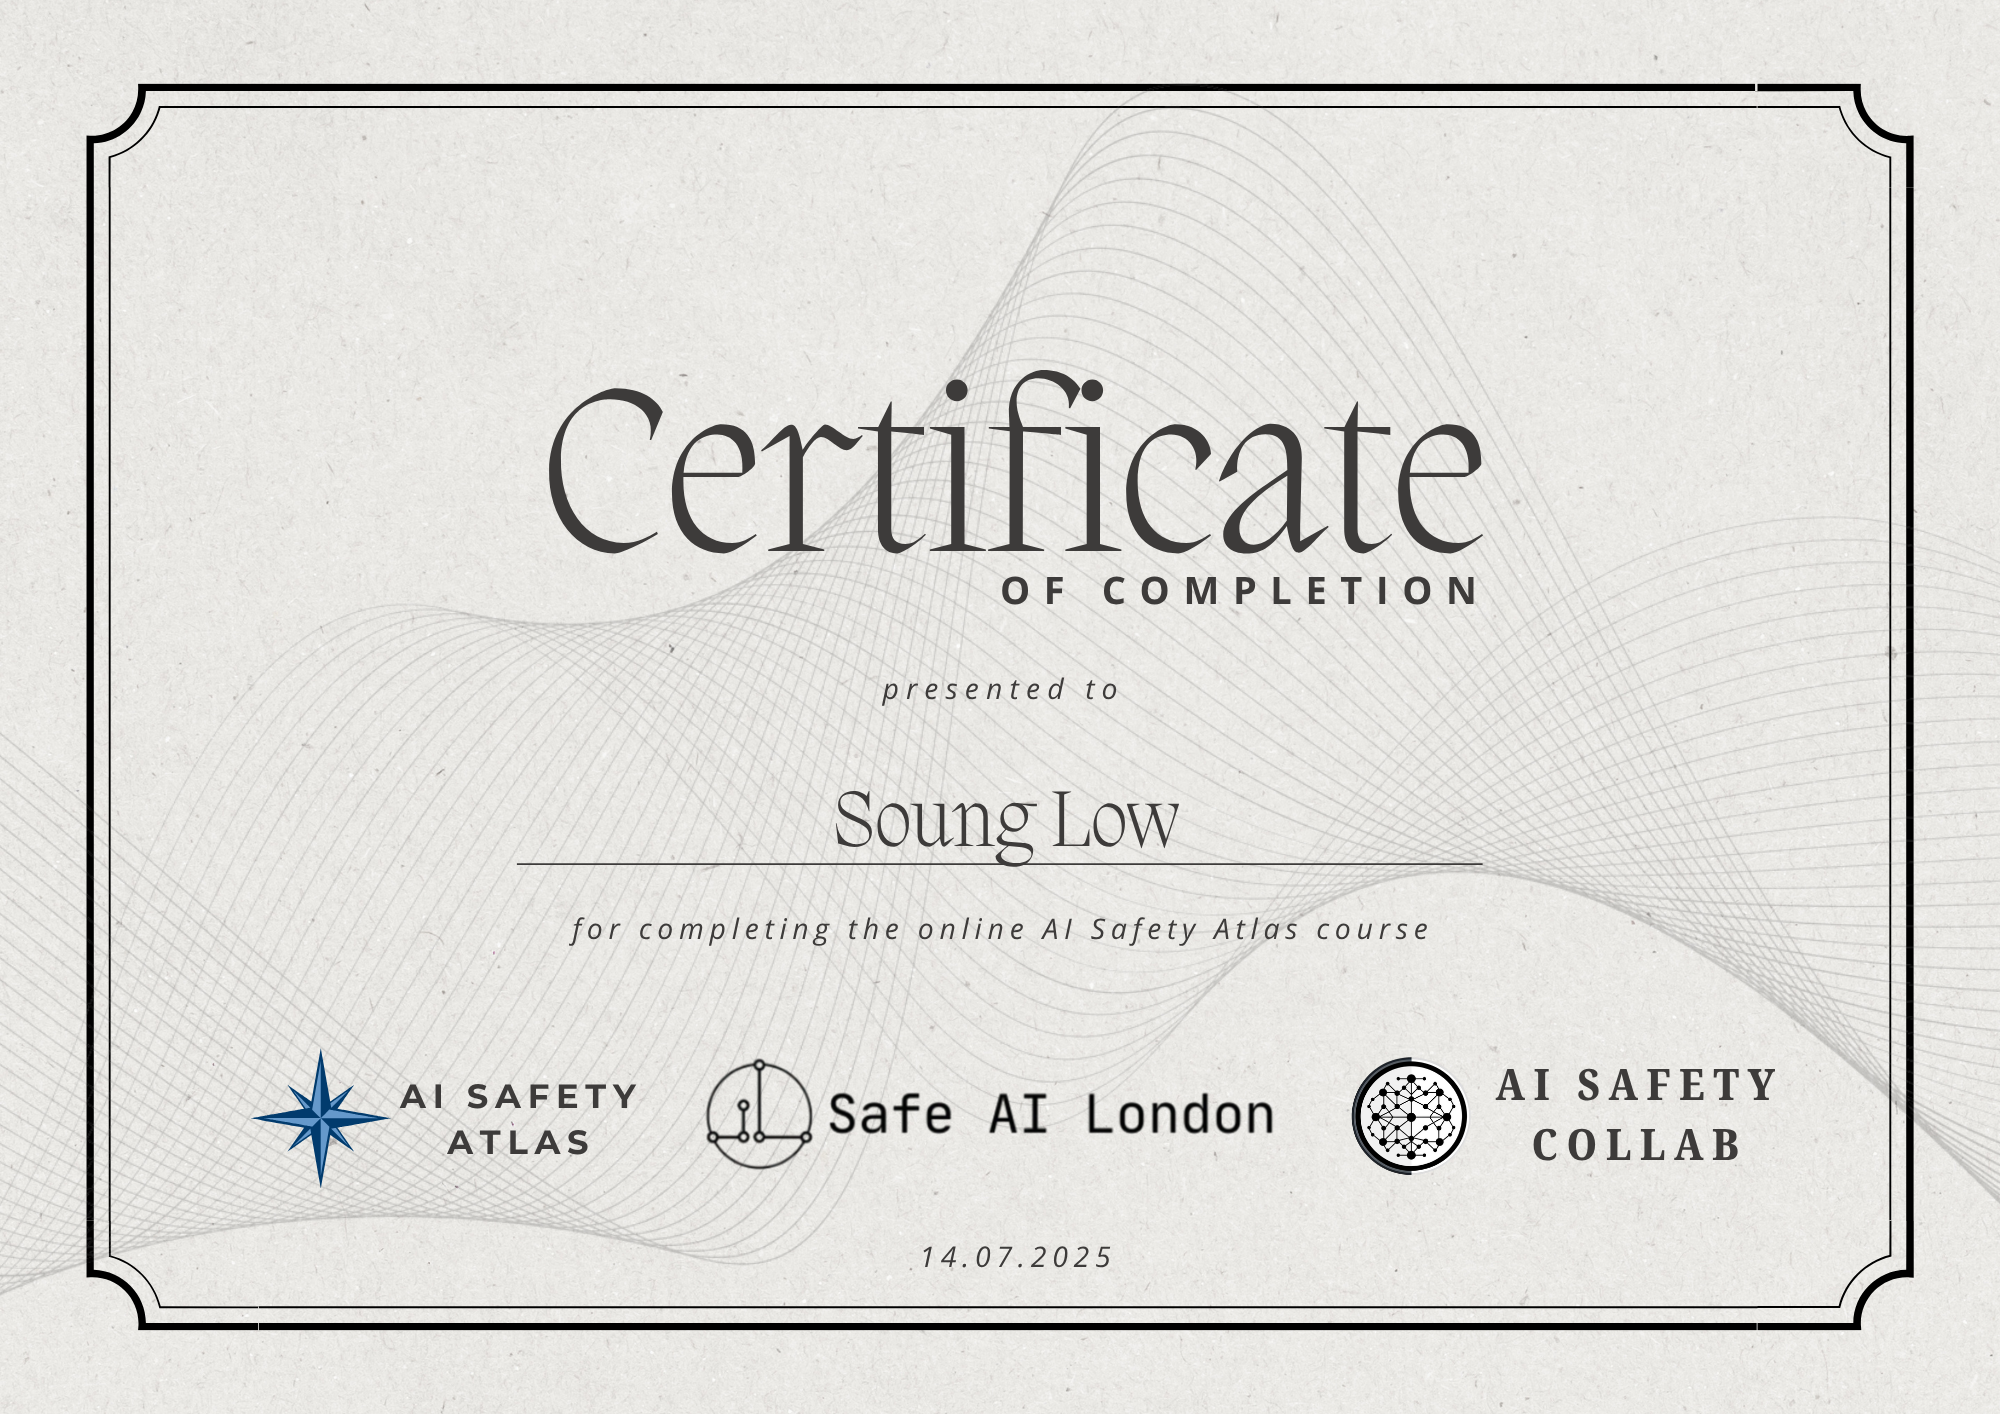 Certificate
OF COMPLETION
presented to
Soung Low
for completing the online AI Safety Atlas course
AI SAFETY
ATLAS
Safe AI London
AI SAFETY
COLLAB
14.07.2025